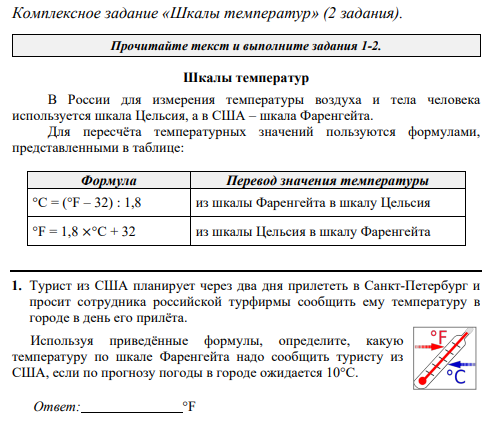 Комплексное задание «Шкалы температур» (2 задания).
Прочитайте текст и выполните задания 1-2.
Шкалы температур
В России для измерения температуры воздуха и тела человека
используется шкала Цельсия, а в США – шкала Фаренгейта.
Для пересчёта температурных значений пользуются формулами,
представленными в таблице:
Формула Перевод значения температуры
°C = (°F – 32) : 1,8 из шкалы Фаренгейта в шкалу Цельсия
°F = 1,8 ×°C + 32 из шкалы Цельсия в шкалу Фаренгейта
1. Турист из США планирует через два дня прилететь в Санкт-Петербург и
просит сотрудника российской турфирмы сообщить ему температуру в
городе в день его прилёта.
Используя приведённые формулы, определите, какую
температуру по шкале Фаренгейта надо сообщить туристу из
США, если по прогнозу погоды в городе ожидается 10°C.
°F
°C
Ответ:_______________°F